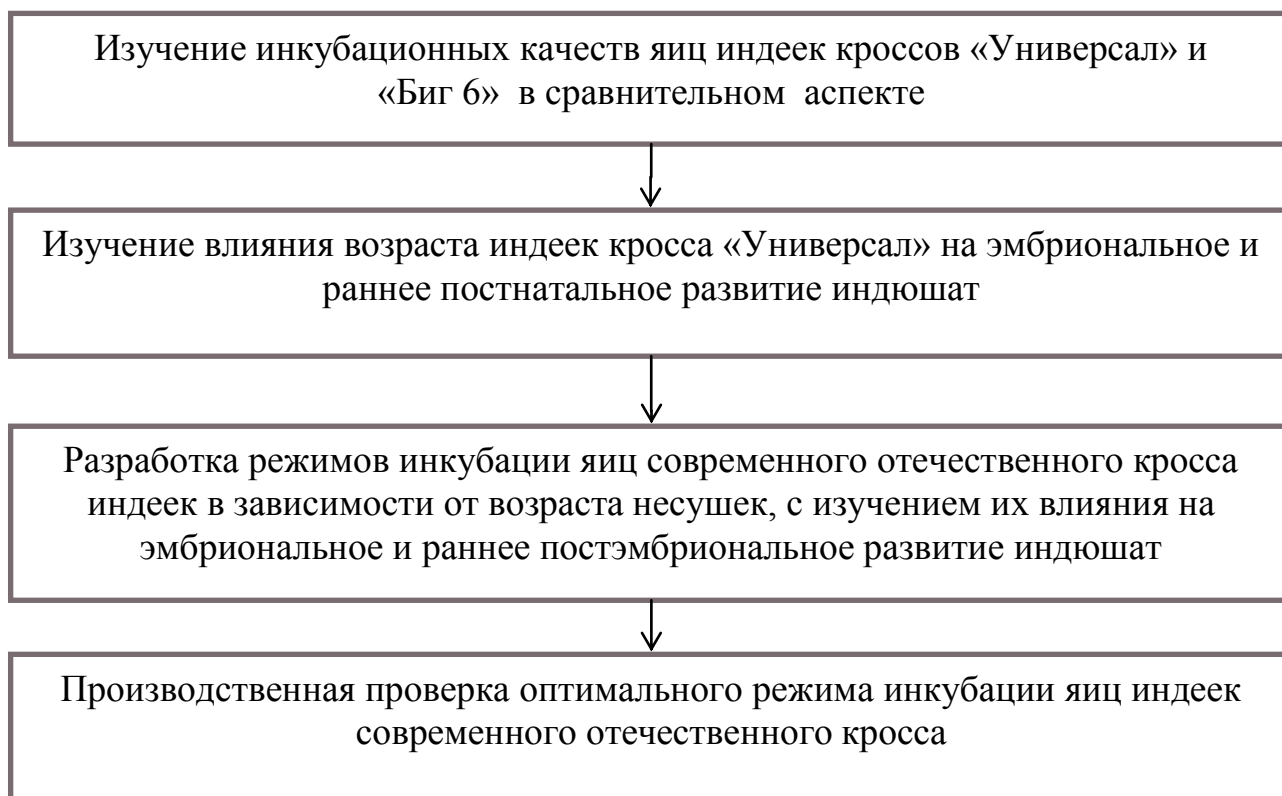 Изучение инкубационных качеств яиц индеек кроссов «Универсал» и
«Биг 6» в сравнительном аспекте
Изучение влияния возраста индеек кросса «Универсал» на эмбриональное и
раннее постнатальное развитие индюшат
Разработка режимов инкубации яиц современного отечественного кросса
индеек в зависимости от возраста несушек, с изучением их влияния на
эмбриональное и раннее постэмбриональное развитие индюшат
Производственная проверка оптимального режима инкубации яиц индеек
современного отечественного кросса